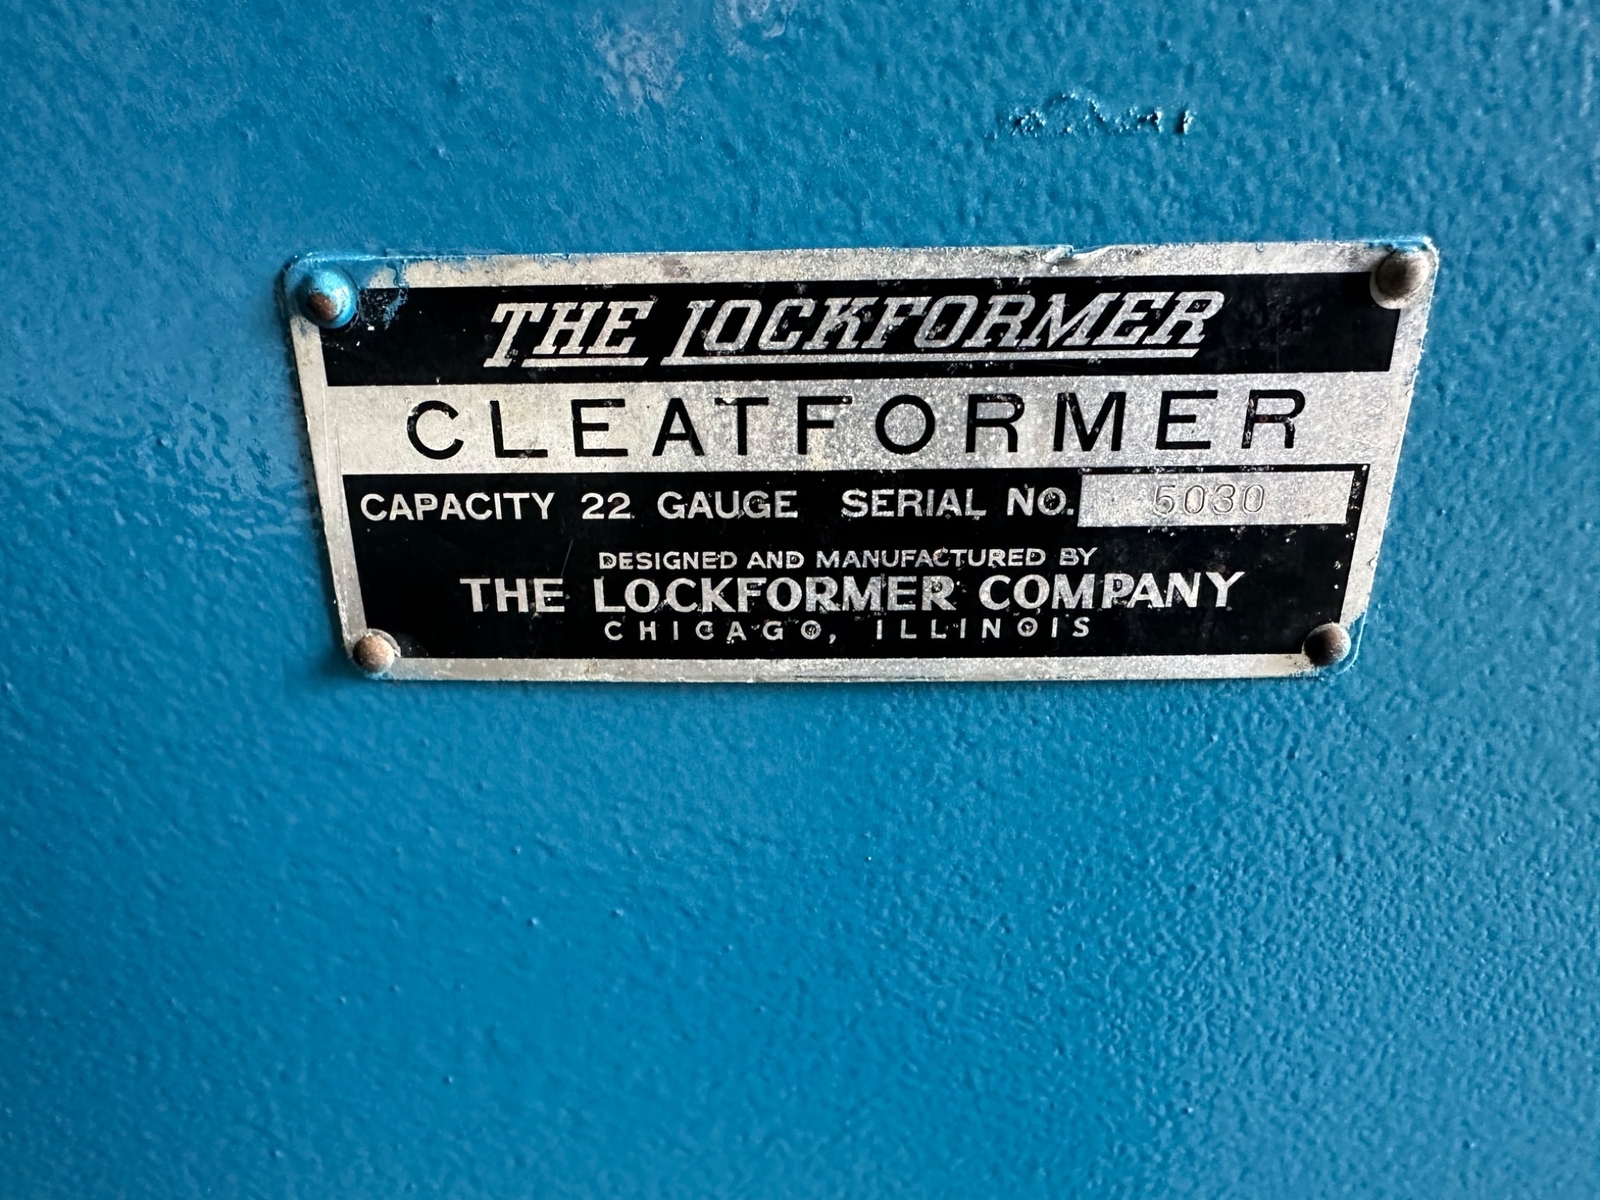 THE LOCKFORMER
CLEATFORMER
CAPACITY 22 GAUGE SERIAL NO. 5030
DESIGNED AND MANUFACTURED BY
THE LOCKFORMER COMPANY
CHICAGO, ILLINOIS